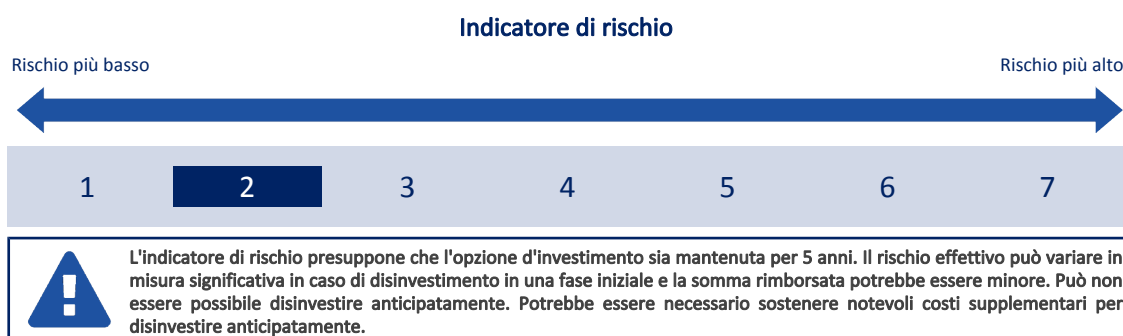 Indicatore di rischio
Rischio più basso
Rischio più alto
1 2 3 4 5 6 7
L'indicatore di rischio presuppone che l'opzione d'investimento sia mantenuta per 5 anni. Il rischio effettivo può variare in
misura significativa in caso di disinvestimento in una fase iniziale e la somma rimborsata potrebbe essere minore. Può non
essere possibile disinvestire anticipatamente. Potrebbe essere necessario sostenere notevoli costi supplementari per
disinvestire anticipatamente.